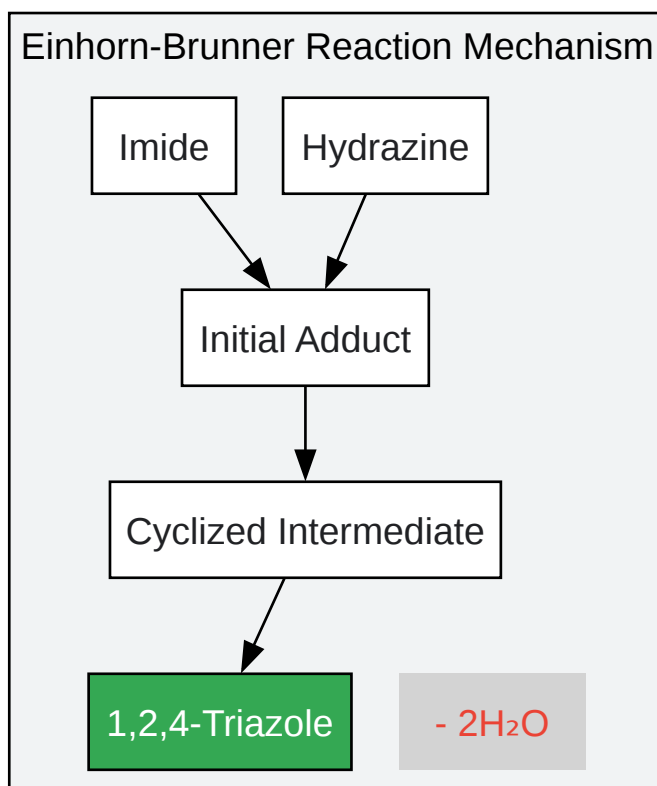 Einhorn-Brunner Reaction Mechanism
Imide
Hydrazine
Initial Adduct
Cyclized Intermediate
1,2,4-Triazole
- 2H₂O